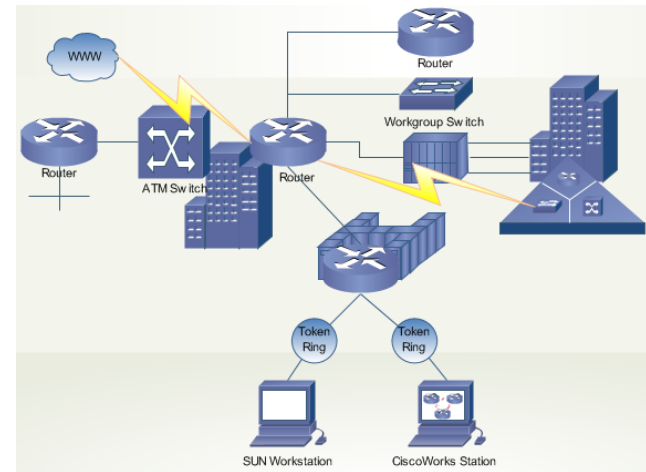 WWW
Router
Workgroup Switch
Router
ATM Switch
Router
Token
Ring
Token
Ring
SUN Workstation
CiscoWorks Station